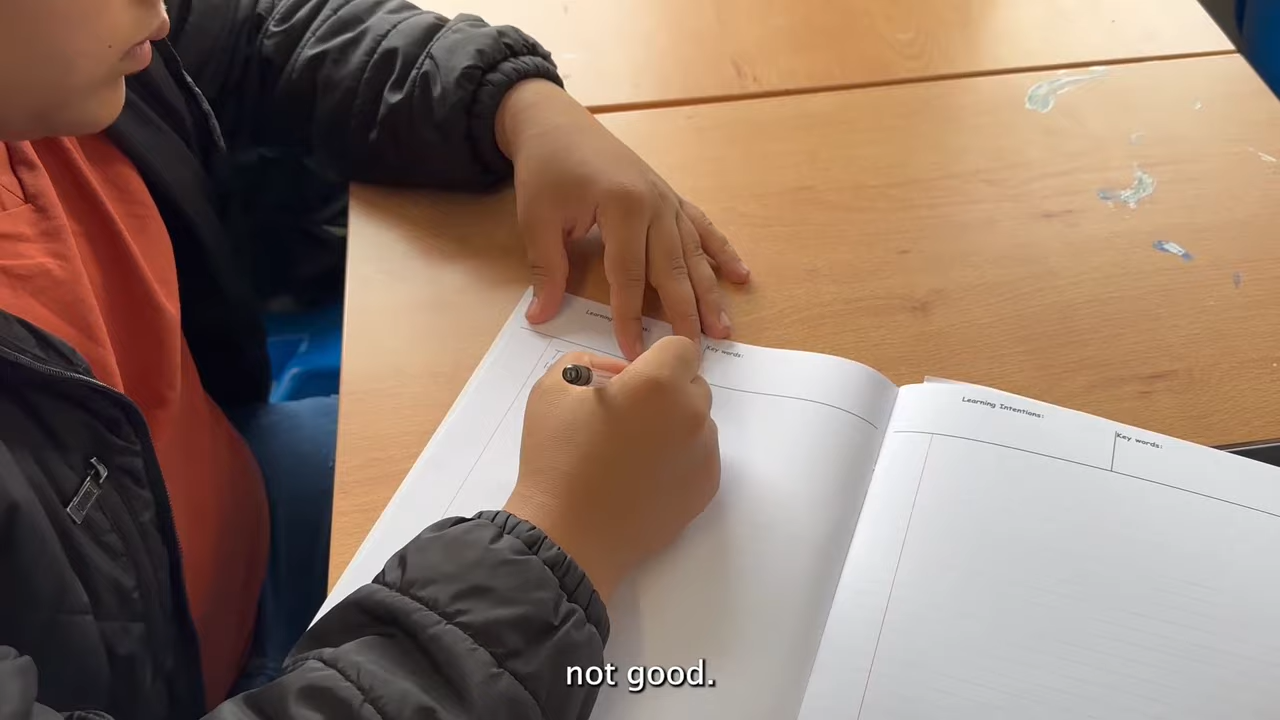 Learning
Key words:
Learning Intentions:
Key words:
not good.